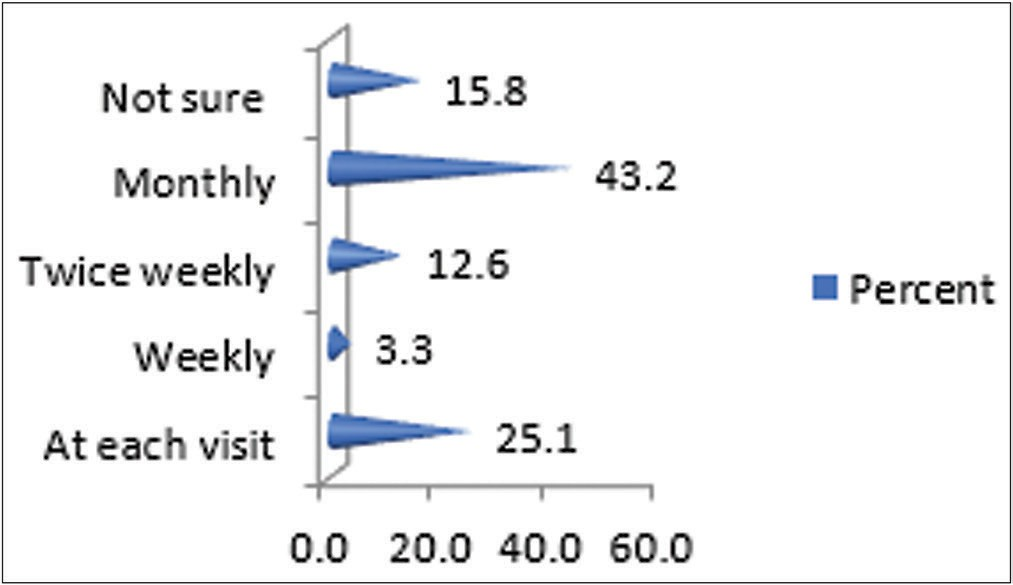 Not sure 15.8
Monthly 43.2
Twice weekly 12.6
Weekly 3.3
At each visit 25.1
0.0 20.0 40.0 60.0
Percent